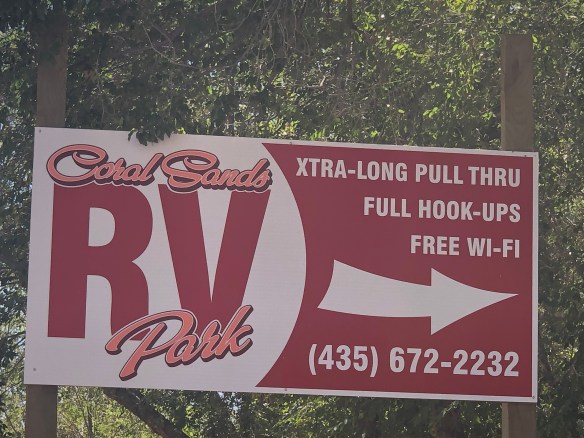 Coral Sands
RV
Park
XTRA-LONG PULL THRU
FULL HOOK-UPS
FREE WI-FI
(435) 672-2232